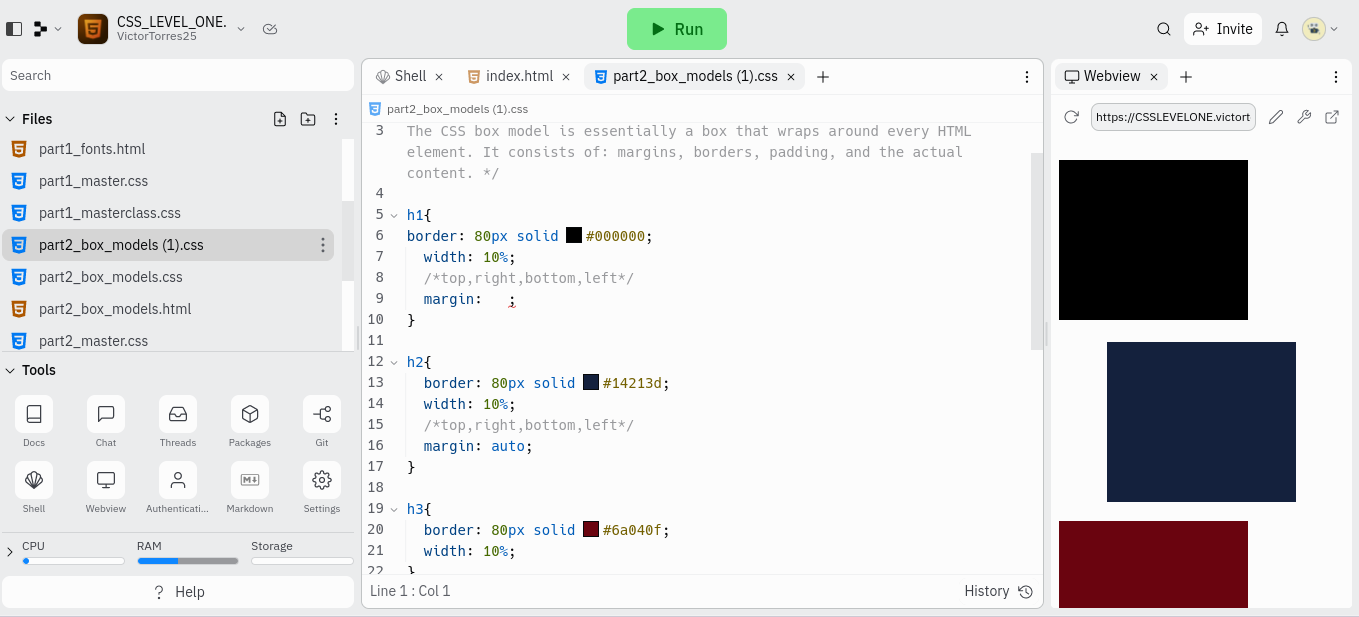 CSS_LEVEL_ONE.
VictorTorres25
Run
Invite
Search
Files
part1_fonts.html
part1_master.css
part1_masterclass.css
part2_box_models (1).css
part2_box_models.css
part2_box_models.html
part2_master.css
Tools
Docs
Chat
Threads
Packages
Git
Shell
Webview
Authenticati...
Markdown
Settings
CPU
RAM
Storage
? Help
Shell
index.html
part2_box_models (1).css
part2_box_models (1).css
3 The CSS box model is essentially a box that wraps around every HTML
element. It consists of: margins, borders, padding, and the actual
content. */
4
5 h1{
6 border: 80px solid #000000;
7 width: 10%;
8 /*top,right,bottom,left*/
9 margin:   ;
10 }
11
12 h2{
13 border: 80px solid #14213d;
14 width: 10%;
15 /*top,right,bottom,left*/
16 margin: auto;
17 }
18
19 h3{
20 border: 80px solid #6a040f;
21 width: 10%;
22 }
Line 1 : Col 1
History
Webview
https://CSSLEVELONE.victort